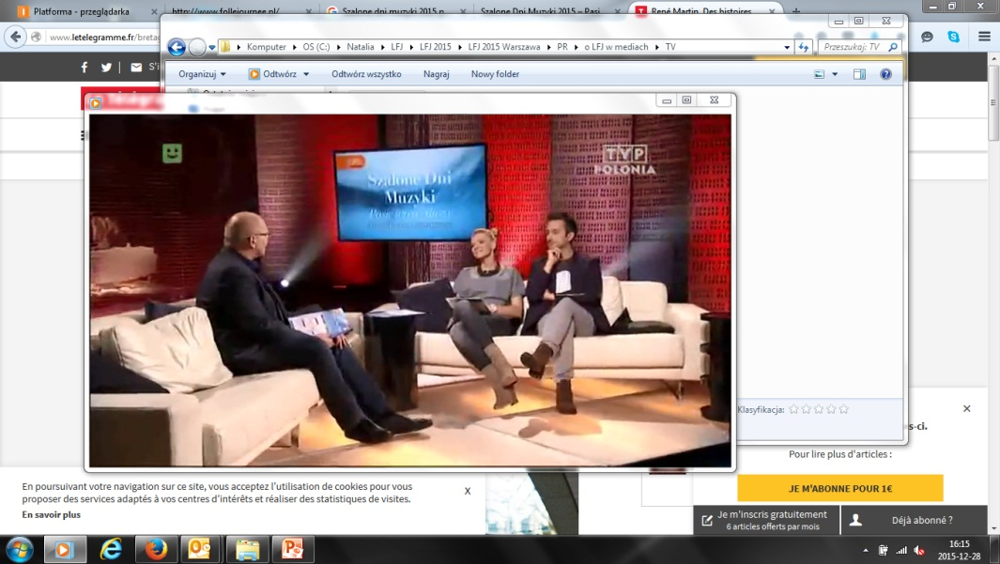 Platforma - przeglądarka
http://www.follejournee.pl/
Szalone dni muzyki 2015 p...
Szalone Dni Muzyki 2015 – Pasj...
René Martin. Des histoires...
www.letelegramme.fr/breta
Komputer
OS (C:)
Natalia
LFJ
LFJ 2015
LFJ 2015 Warszawa
PR
o LFJ w mediach
TV
Przeszukaj: TV
S'i
Organizuj
Odtwórz
Odtwórz wszystko
Nagraj
Nowy folder
TVP
POLONIA
Szalone Dni
Muzyki
Klasyfikacja:
s-ci.
Pour lire plus d'articles :
JE M'ABONNE POUR 1€
En poursuivant votre navigation sur ce site, vous acceptez l'utilisation de cookies pour vous
proposer des services adaptés à vos centres d'intérêts et réaliser des statistiques de visites.
En savoir plus
X
Je m'inscris gratuitement
6 articles offerts par mois
Déjà abonné ?
16:15
2015-12-28